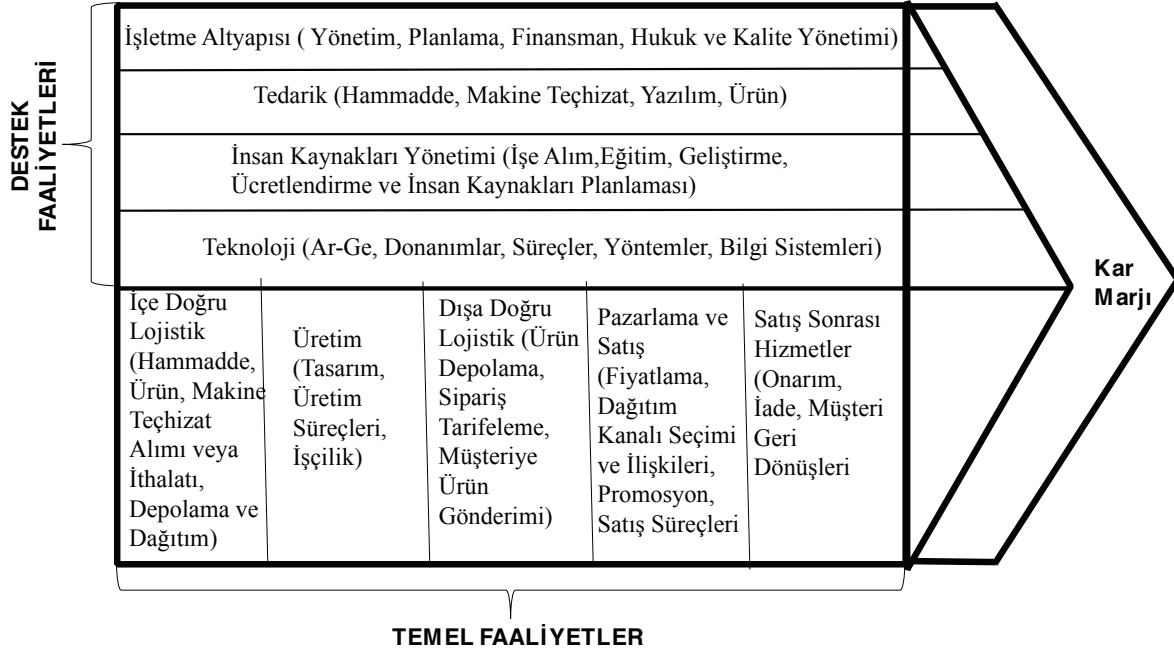 DESTEK
FAALİYETLERİ
İşletme Altyapısı ( Yönetim, Planlama, Finansman, Hukuk ve Kalite Yönetimi)
Tedarik (Hammadde, Makine Teçhizat, Yazılım, Ürün)
İnsan Kaynakları Yönetimi (İşe Alım,Eğitim, Geliştirme,
Ücretlendirme ve İnsan Kaynakları Planlaması)
Teknoloji (Ar-Ge, Donanımlar, Süreçler, Yöntemler, Bilgi Sistemleri)
İçe Doğru
Lojistik
(Hammadde,
Ürün, Makine
Teçhizat
Alımı veya
İthalatı,
Depolama ve
Dağıtım)
Üretim
(Tasarım,
Üretim
Süreçleri,
İşçilik)
Dışa Doğru
Lojistik (Ürün
Depolama,
Sipariş
Tarifeleme,
Müşteriye
Ürün
Gönderimi)
Pazarlama ve
Satış
(Fiyatlama,
Dağıtım
Kanalı Seçimi
ve İlişkileri,
Promosyon,
Satış Süreçleri
Satış Sonrası
Hizmetler
(Onarım,
İade, Müşteri
Geri
Dönüşleri
Kar
Marjı
TEMEL FAALİYETLER